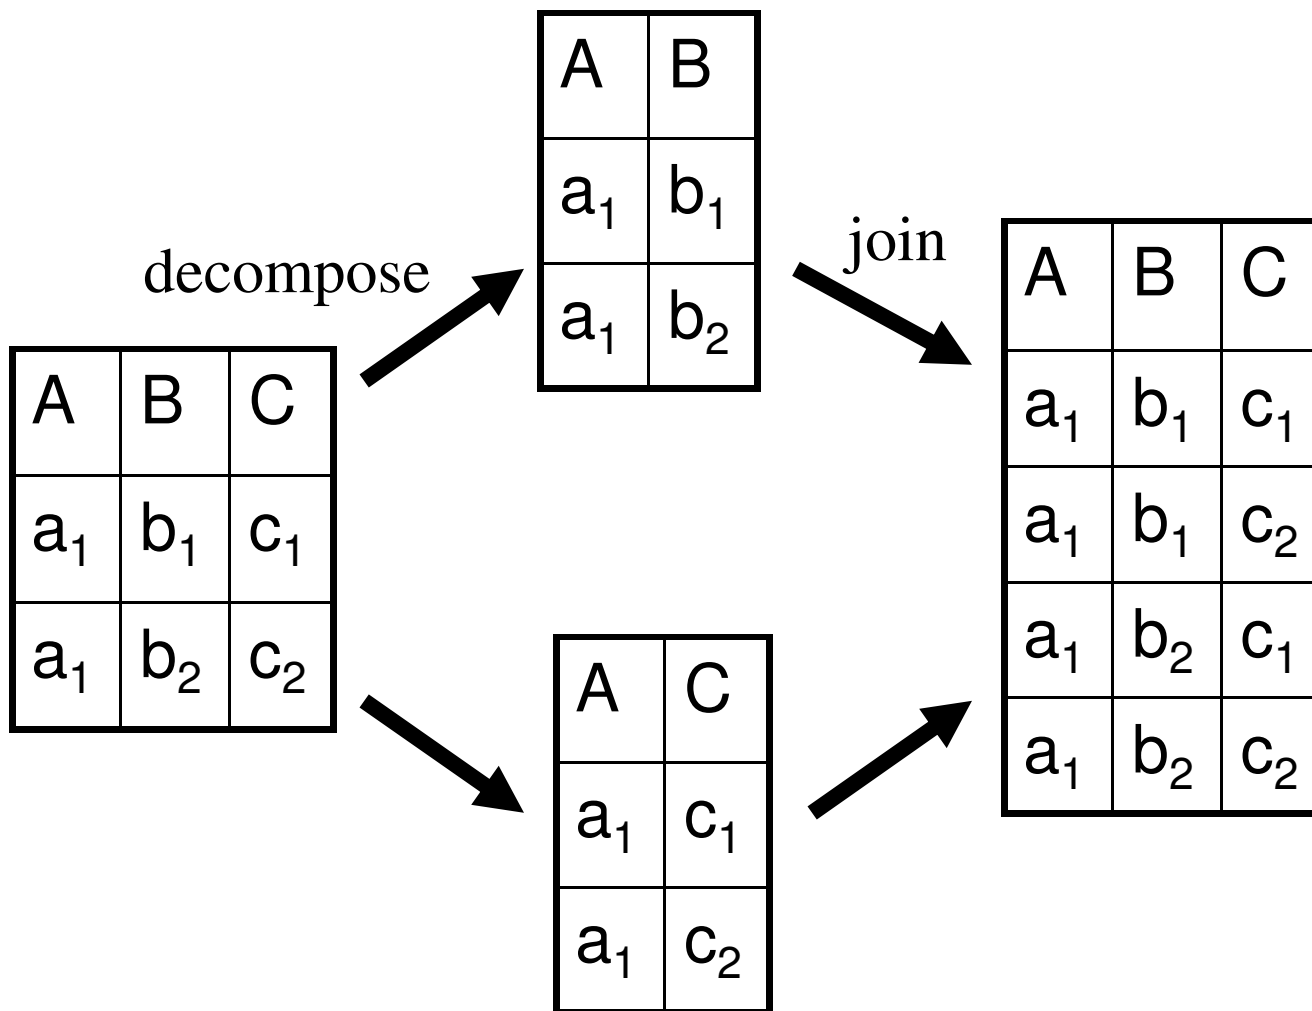 decompose
A B C
a₁ b₁ c₁
a₁ b₂ c₂
A B
a₁ b₁
a₁ b₂
A C
a₁ c₁
a₁ c₂
join
A B C
a₁ b₁ c₁
a₁ b₁ c₂
a₁ b₂ c₁
a₁ b₂ c₂